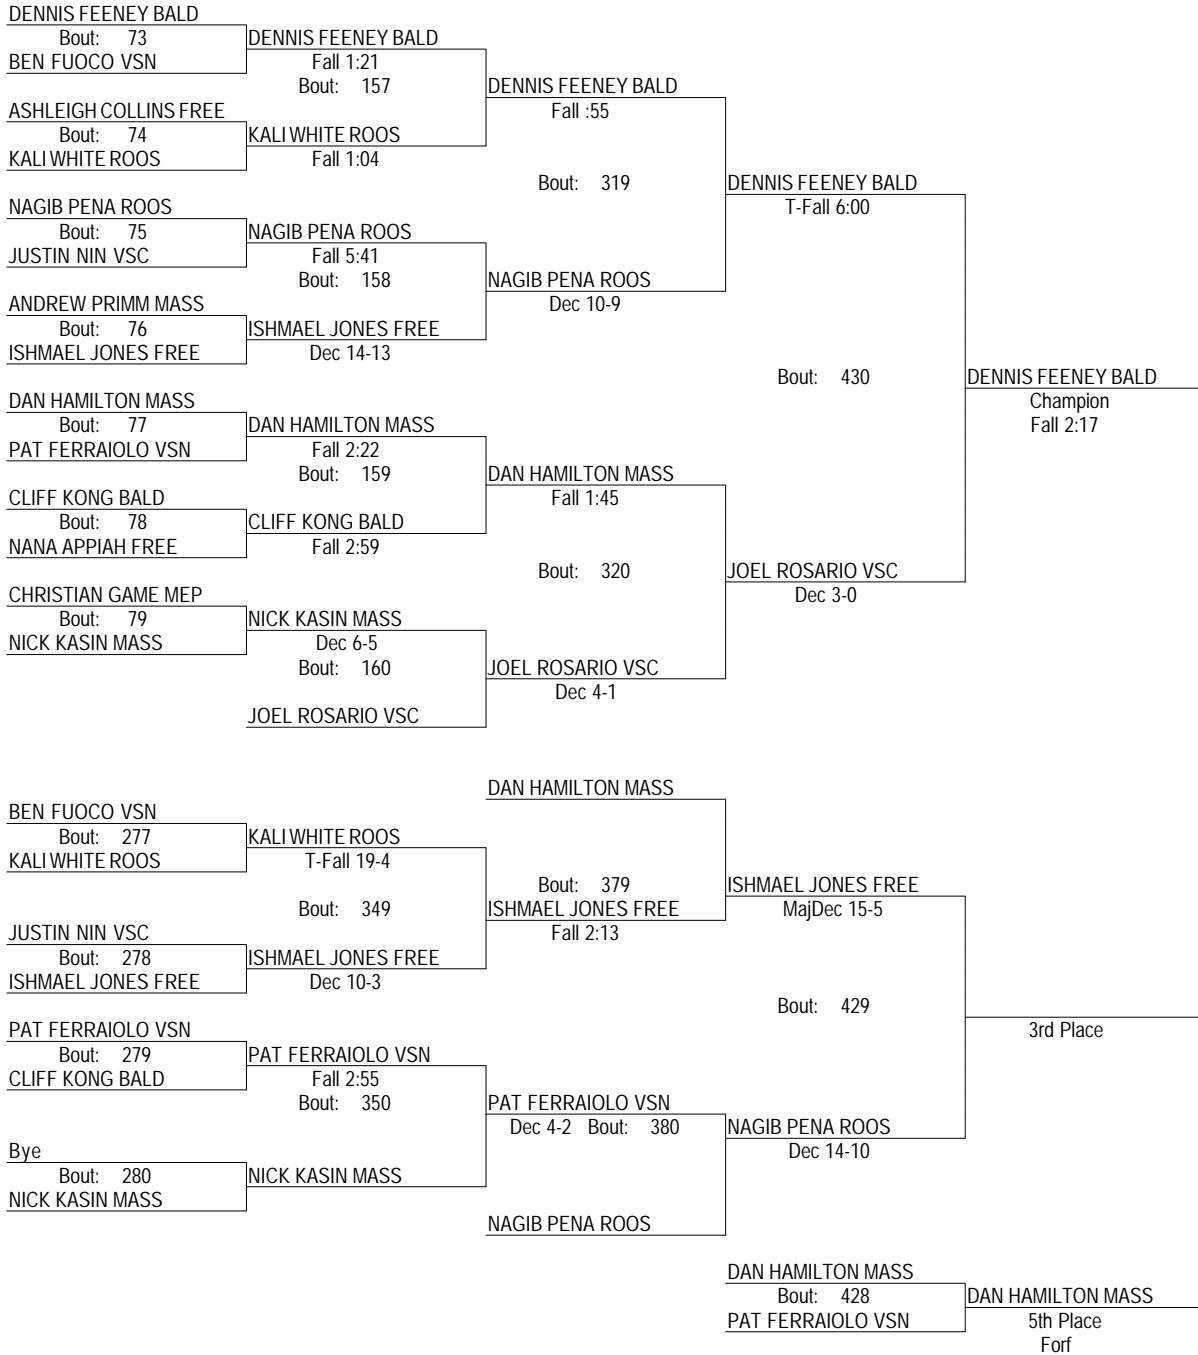 DENNIS FEENEY BALD
Bout: 73
DENNIS FEENEY BALD
BEN FUOCO VSN
Fall 1:21
Bout: 157
DENNIS FEENEY BALD
ASHLEIGH COLLINS FREE
Fall :55
Bout: 74
KALI WHITE ROOS
KALI WHITE ROOS
Fall 1:04
Bout: 319
DENNIS FEENEY BALD
NAGIB PENA ROOS
T-Fall 6:00
Bout: 75
NAGIB PENA ROOS
JUSTIN NIN VSC
Fall 5:41
Bout: 158
NAGIB PENA ROOS
ANDREW PRIMM MASS
Dec 10-9
Bout: 76
ISHMAEL JONES FREE
ISHMAEL JONES FREE
Dec 14-13
Bout: 430
DENNIS FEENEY BALD
DAN HAMILTON MASS
Champion
Bout: 77
DAN HAMILTON MASS
Fall 2:17
PAT FERRAIOLO VSN
Fall 2:22
Bout: 159
DAN HAMILTON MASS
CLIFF KONG BALD
Fall 1:45
Bout: 78
CLIFF KONG BALD
NANA APPIAH FREE
Fall 2:59
Bout: 320
JOEL ROSARIO VSC
CHRISTIAN GAME MEP
Dec 3-0
Bout: 79
NICK KASIN MASS
NICK KASIN MASS
Dec 6-5
Bout: 160
JOEL ROSARIO VSC
Dec 4-1
JOEL ROSARIO VSC
DAN HAMILTON MASS
BEN FUOCO VSN
Bout: 277
KALI WHITE ROOS
KALI WHITE ROOS
T-Fall 19-4
Bout: 379
ISHMAEL JONES FREE
Bout: 349
ISHMAEL JONES FREE
MajDec 15-5
JUSTIN NIN VSC
Fall 2:13
Bout: 278
ISHMAEL JONES FREE
ISHMAEL JONES FREE
Dec 10-3
Bout: 429
PAT FERRAIOLO VSN
3rd Place
Bout: 279
PAT FERRAIOLO VSN
CLIFF KONG BALD
Fall 2:55
Bout: 350
PAT FERRAIOLO VSN
Dec 4-2 Bout: 380
NAGIB PENA ROOS
Bye
Dec 14-10
Bout: 280
NICK KASIN MASS
NICK KASIN MASS
NAGIB PENA ROOS
DAN HAMILTON MASS
Bout: 428
DAN HAMILTON MASS
PAT FERRAIOLO VSN
5th Place
Forf